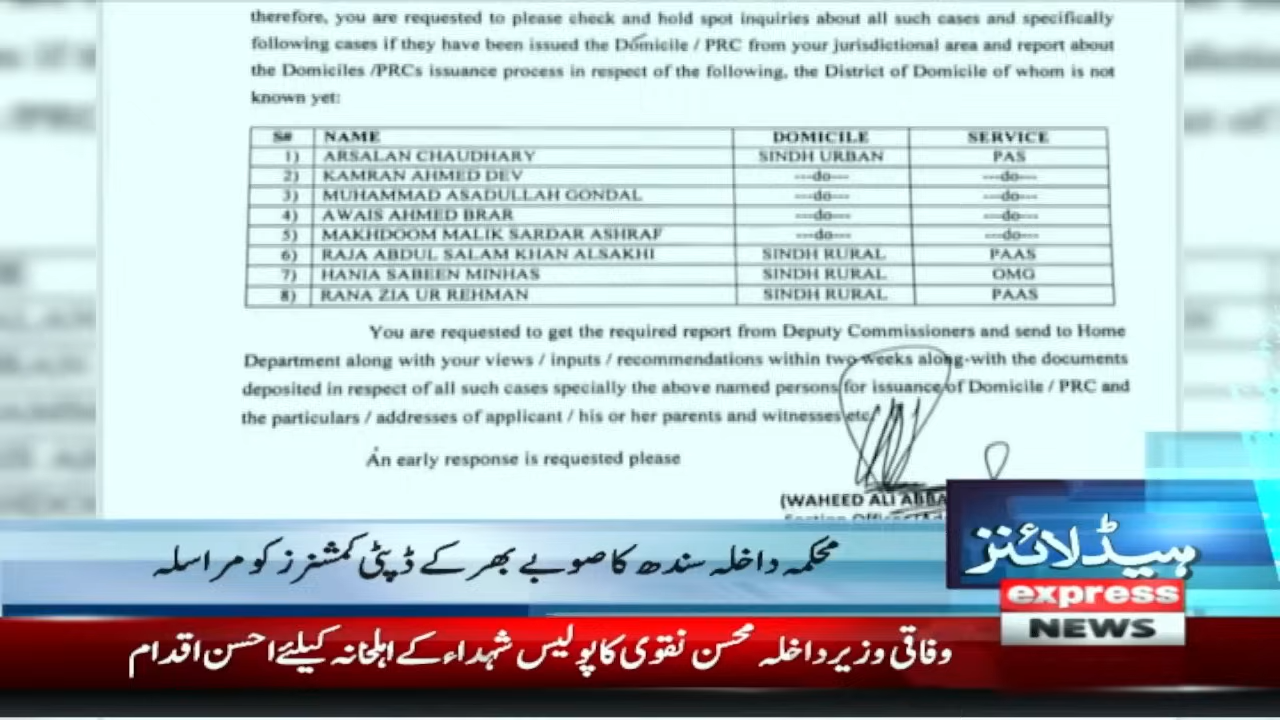 therefore, you are requested to please check and hold spot inquiries about all such cases and specifically
following cases if they have been issued the Domicile / PRC from your jurisdictional area and report about
the Domiciles /PRCs issuance process in respect of the following, the District of Domicile of whom is not
known yet:
S# NAME DOMICILE SERVICE
1) ARSALAN CHAUDHARY SINDH URBAN PAS
2) KAMRAN AHMED DEV ---do--- ---do---
3) MUHAMMAD ASADULLAH GONDAL ---do--- ---do---
4) AWAIS AHMED BRAR ---do--- ---do---
5) MAKHDOOM MALIK SARDAR ASHRAF ---do--- ---do---
6) RAJA ABDUL SALAM KHAN ALSAKHI SINDH RURAL PAAS
7) HANIA SABEEN MINHAS SINDH RURAL OMG
8) RANA ZIA UR REHMAN SINDH RURAL PAAS
You are requested to get the required report from Deputy Commissioners and send to Home
Department along with your views / inputs / recommendations within two weeks along-with the documents
deposited in respect of all such cases specially the above named persons for issuance of Domicile / PRC and
the particulars / addresses of applicant / his or her parents and witnesses etc.
An early response is requested please
(WAHEED ALI
Section Officer
محکمہ داخلہ سندھ کا صوبے بھر کے ڈپٹی کمشنرز کو مراسلہ
ہیڈلائنز
express
NEWS
وفاقی وزیر داخلہ محسن نقوی کا پولیس شہداء کے اہلخانہ کیلئے احسن اقدام